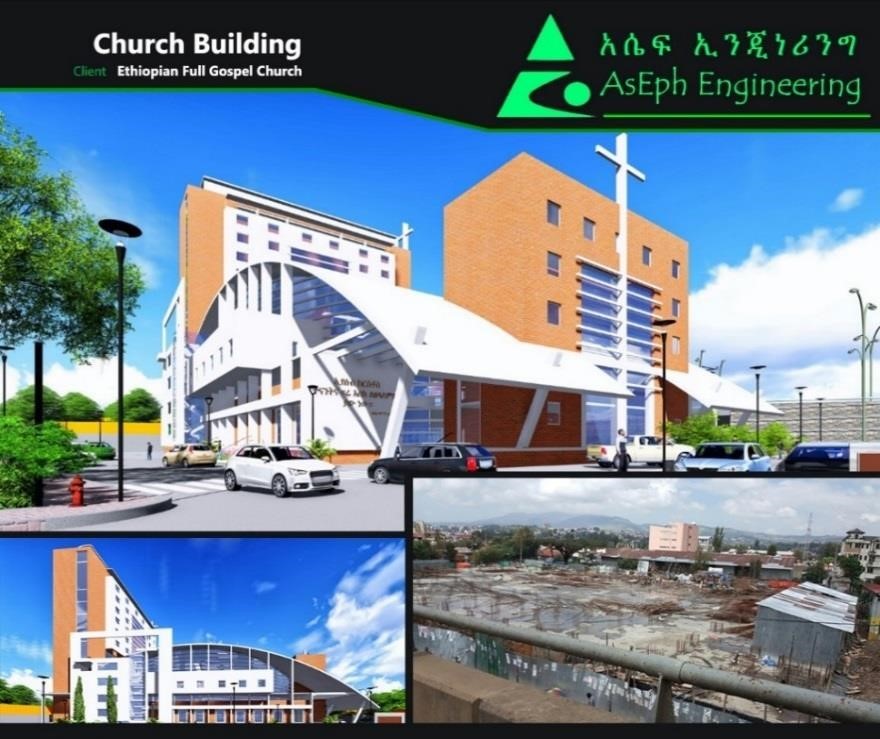 Church Building
Client Ethiopian Full Gospel Church
አሴፍ ኢንጂነሪንግ
AsEph Engineering